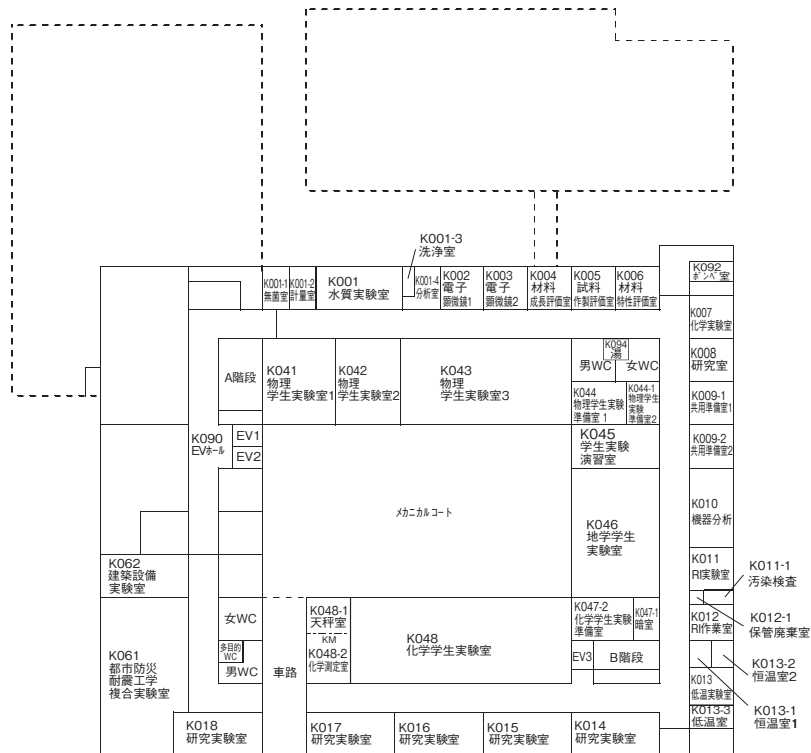 K001-3
洗浄室
K001-1
無菌室
K001-2
計量室
K001
水質実験室
K001-4
分析室
K002
電子
顕微鏡1
K003
電子
顕微鏡2
K004
材料
成長評価室
K005
試料
作製評価室
K006
材料
特性評価室
K092
ボンベ室
K007
化学実験室
A階段
K041
物理
学生実験室1
K042
物理
学生実験室2
K043
物理
学生実験室3
K094
湯
男WC
女WC
K008
研究室
K044
物理学生実験
準備室 1
K044-1
物理学生
実験
準備室2
K009-1
共用準備室1
K090
EVホール
EV1
EV2
K045
学生実験
演習室
K009-2
共用準備室2
メカニカルコート
K046
地学学生
実験室
K010
機器分析
K062
建築設備
実験室
K011
RI実験室
K011-1
汚染検査
女WC
多目的
WC
男WC
K048-1
天秤室
KM
K048-2
化学測定室
K048
化学学生実験室
K047-2
化学学生実験
準備室
K047-1
暗室
K012
RI作業室
K012-1
保管廃棄室
K061
都市防災
耐震工学
複合実験室
車路
EV3
B階段
K013
低温実験室
K013-2
恒温室2
K013-3
低温室
K013-1
恒温室1
K018
研究実験室
K017
研究実験室
K016
研究実験室
K015
研究実験室
K014
研究実験室